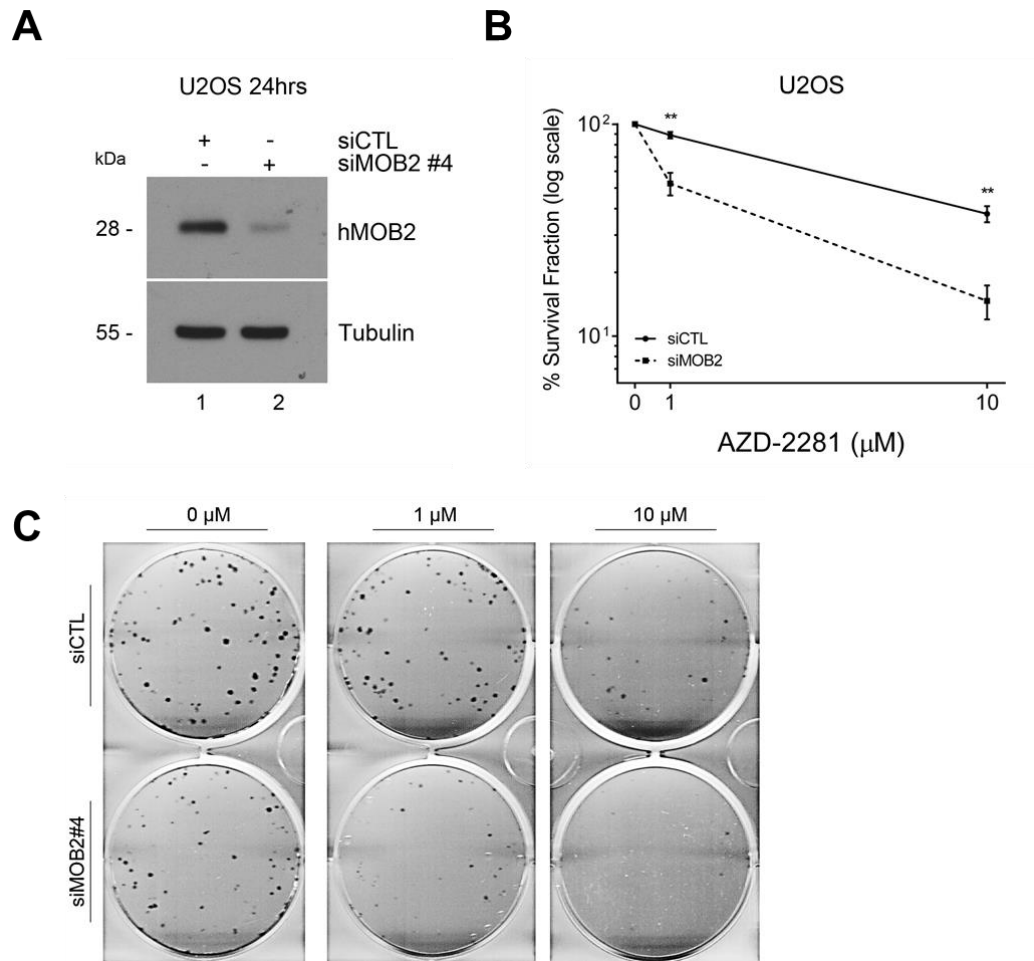 A
U2OS 24hrs
kDa
+ - siCTL
- + siMOB2 #4
28 - hMOB2
55 - Tubulin
1 2
B
U2OS
% Survival Fraction (log scale)
10²
10¹
** **
siCTL
siMOB2
0 1 10
AZD-2281 (μM)
C
0 μM 1 μM 10 μM
siCTL
siMOB2#4